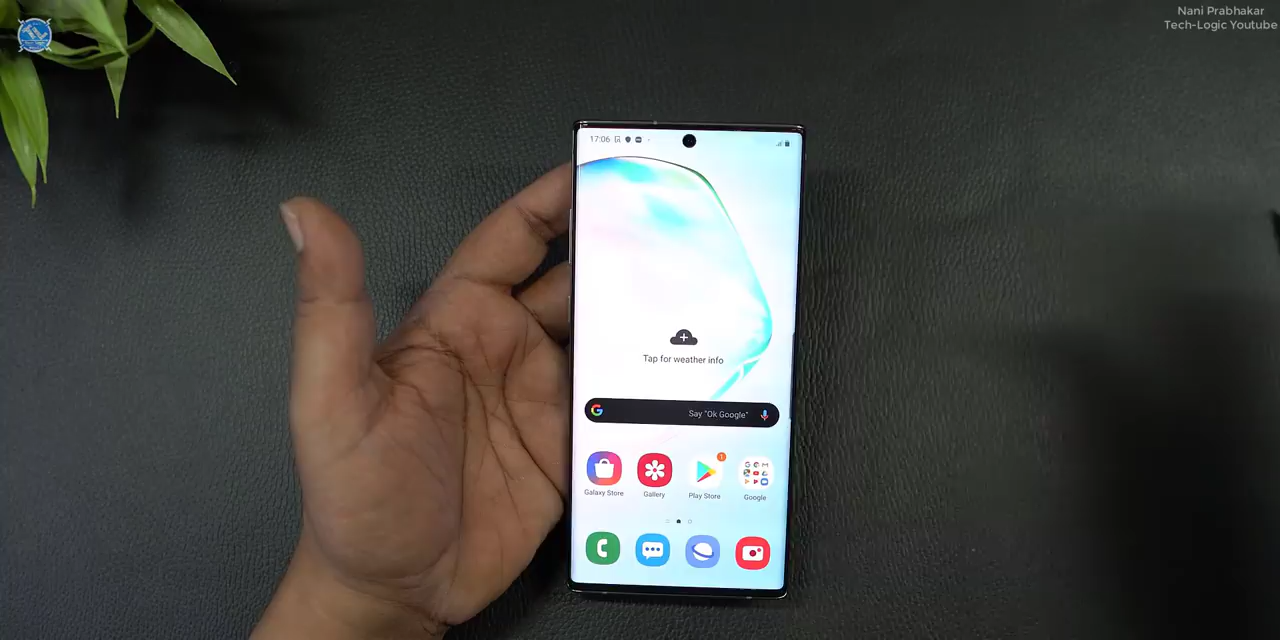 Nani Prabhakar
Tech-Logic Youtube
17:06
Tap for weather info
Say "Ok Google"
1
Galaxy Store
Gallery
Play Store
Google